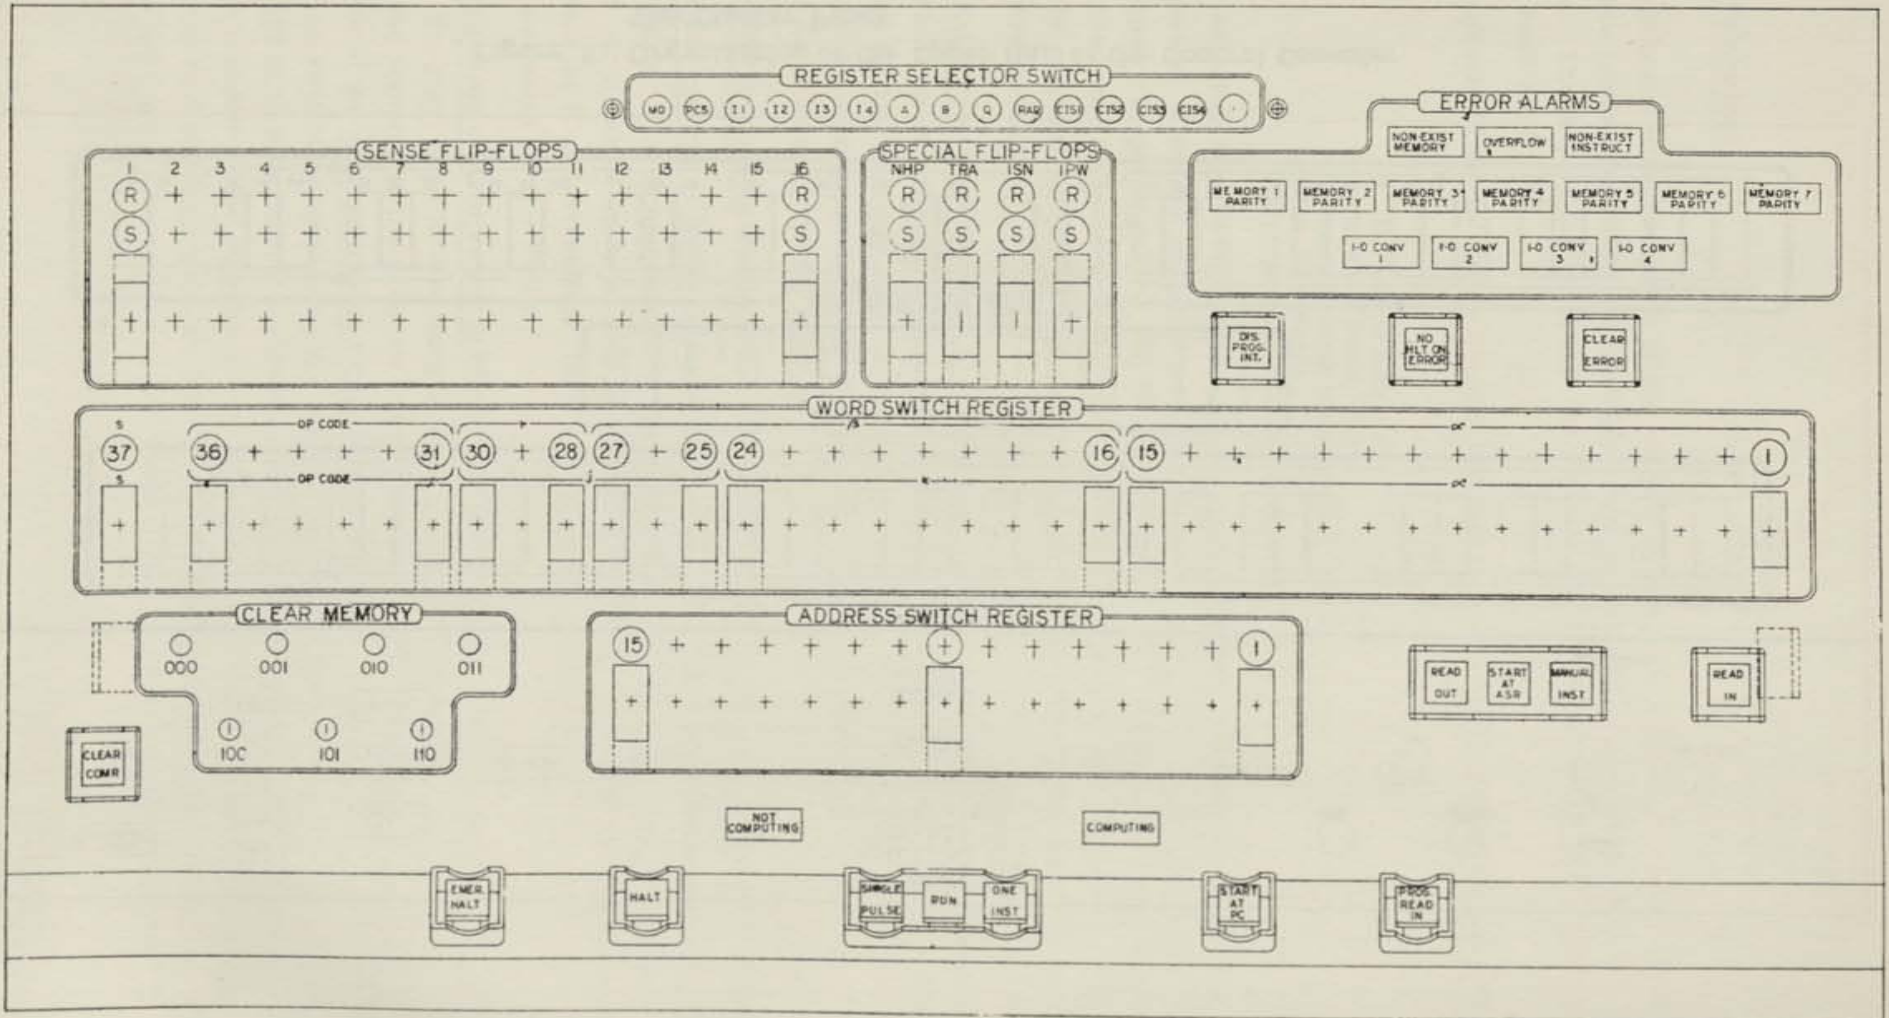 REGISTER SELECTOR SWITCH
MQ PCS I1 I2 I3 I4 A B Q RAR CIS1 CIS2 CIS3 CIS4
ERROR ALARMS
NON-EXIST MEMORY
OVERFLOW
NON-EXIST INSTRUCT
MEMORY 1 PARITY
MEMORY 2 PARITY
MEMORY 3 PARITY
MEMORY 4 PARITY
MEMORY 5 PARITY
MEMORY 6 PARITY
MEMORY 7 PARITY
I-O CONV 1
I-O CONV 2
I-O CONV 3
I-O CONV 4
DIS. PROG. INT.
NO HLT ON ERROR
CLEAR ERROR
SENSE FLIP-FLOPS
1 2 3 4 5 6 7 8 9 10 11 12 13 14 15 16
R R
S S
SPECIAL FLIP-FLOPS
NHP TRA ISN IPW
R R R R
S S S S
WORD SWITCH REGISTER
S OP CODE β α
37 36 31 30 28 27 25 24 16 15 1
S OP CODE j α
CLEAR MEMORY
000 001 010 011
10C 101 110
CLEAR COMR
ADDRESS SWITCH REGISTER
15 1
READ OUT
START AT ASR
MANUAL INST
READ IN
NOT COMPUTING
COMPUTING
EMER. HALT
HALT
SINGLE PULSE
RUN
ONE INST
START AT PC
PROG. READ IN